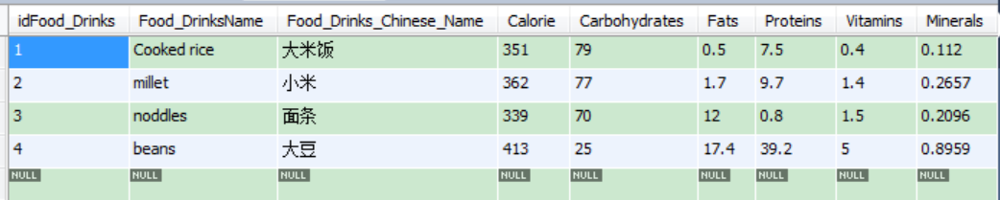 idFood_Drinks Food_DrinksName Food_Drinks_Chinese_Name Calorie Carbohydrates Fats Proteins Vitamins Minerals
1 Cooked rice 大米饭 351 79 0.5 7.5 0.4 0.112
2 millet 小米 362 77 1.7 9.7 1.4 0.2657
3 noddles 面条 339 70 12 0.8 1.5 0.2096
4 beans 大豆 413 25 17.4 39.2 5 0.8959
NULL NULL NULL NULL NULL NULL NULL NULL NULL